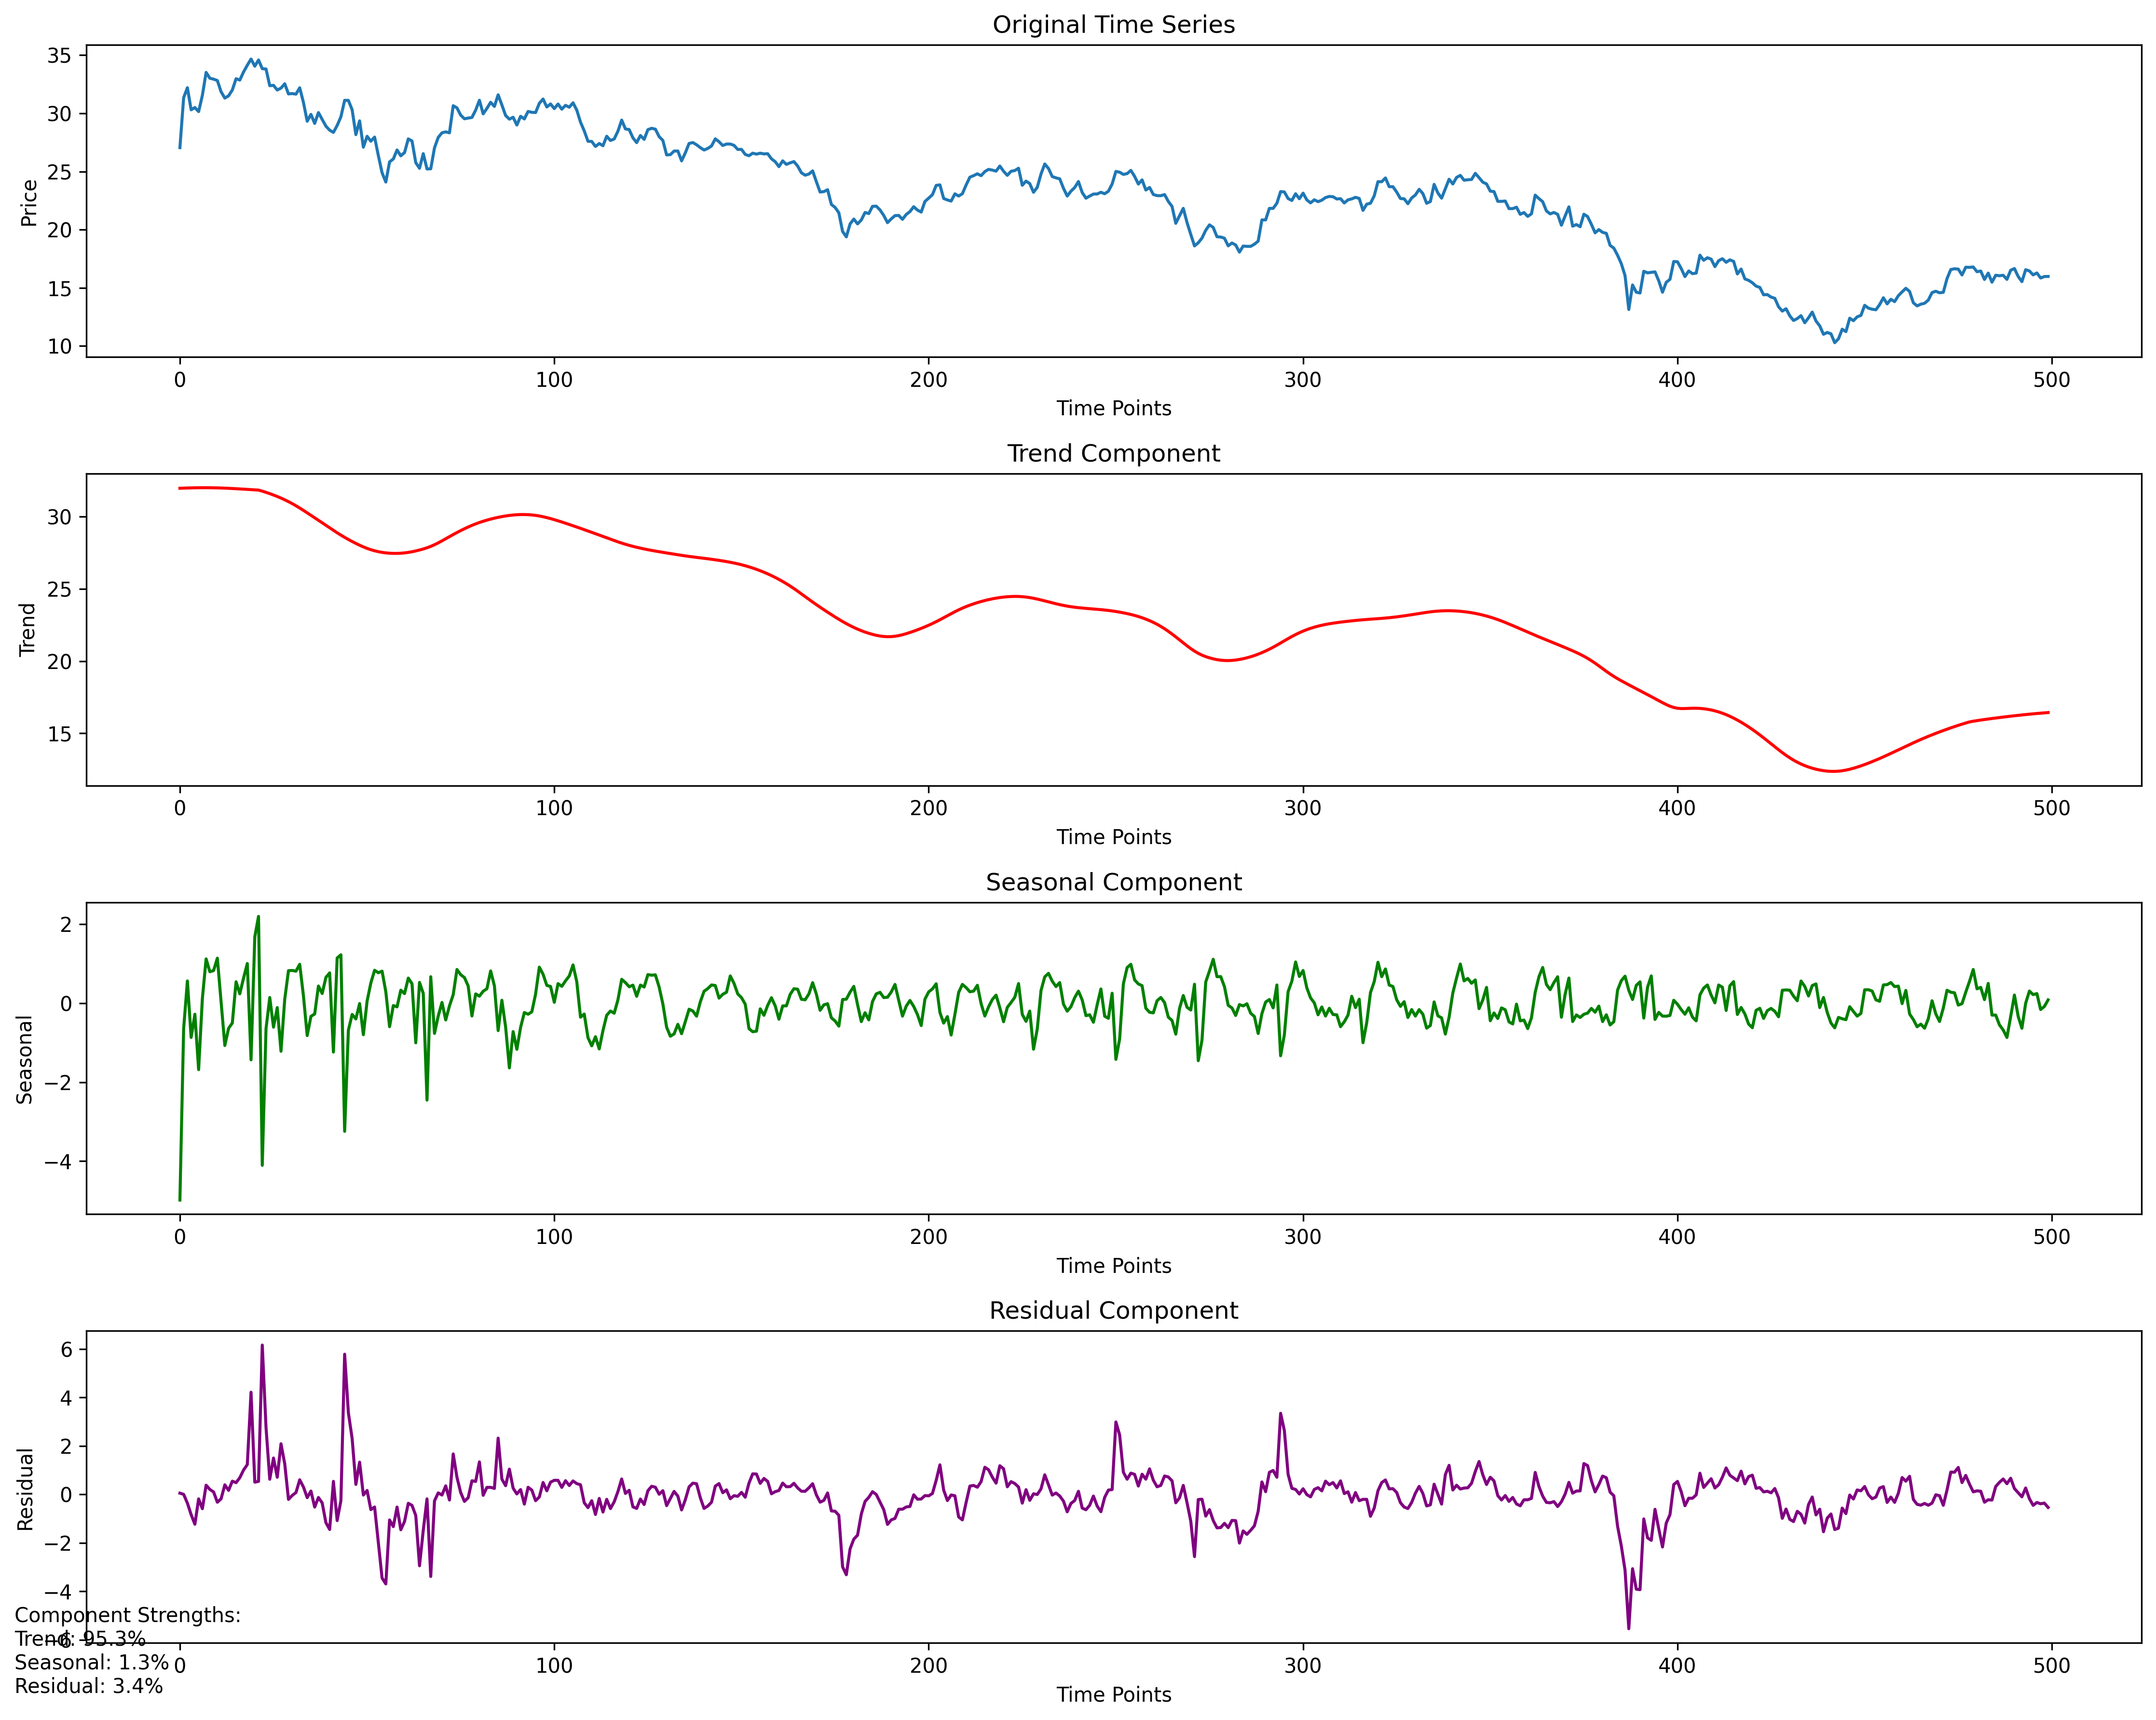 Original Time Series
35
30
25
20
15
10
Price
0 100 200 300 400 500
Time Points
Trend Component
30
25
20
15
Trend
0 100 200 300 400 500
Time Points
Seasonal Component
2
0
−2
−4
Seasonal
0 100 200 300 400 500
Time Points
Residual Component
6
4
2
0
−2
−4
−6
Residual
0 100 200 300 400 500
Time Points
Component Strengths:
Trend: 95.3%
Seasonal: 1.3%
Residual: 3.4%